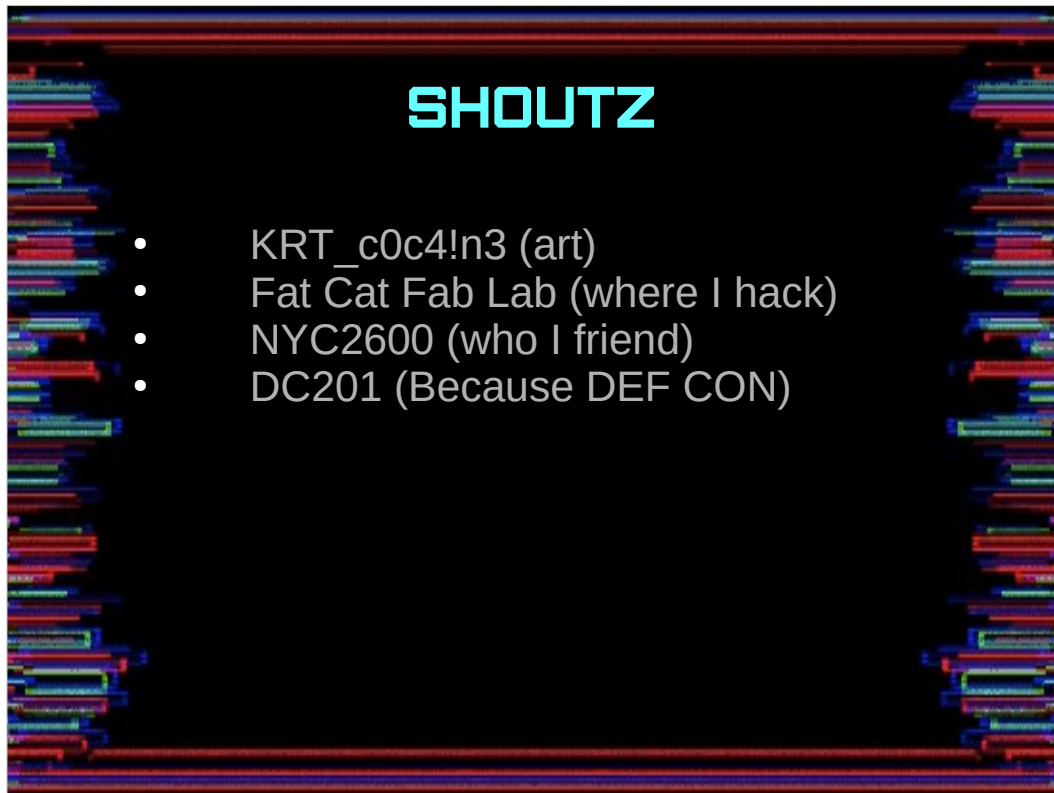 SHOUTZ
• KRT_c0c4!n3 (art)
• Fat Cat Fab Lab (where I hack)
• NYC2600 (who I friend)
• DC201 (Because DEF CON)